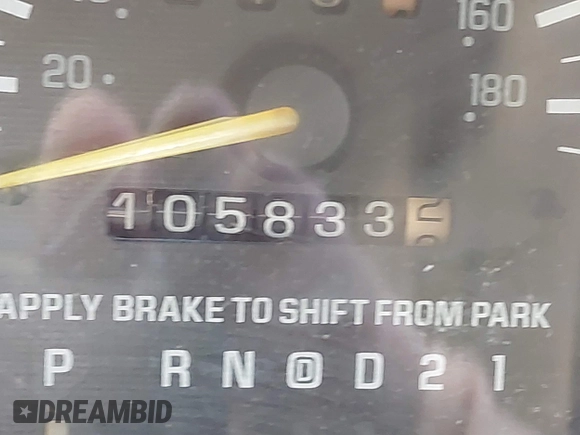 160
20
180
105833
APPLY BRAKE TO SHIFT FROM PARK
P R N D D 2 1
DREAMBID